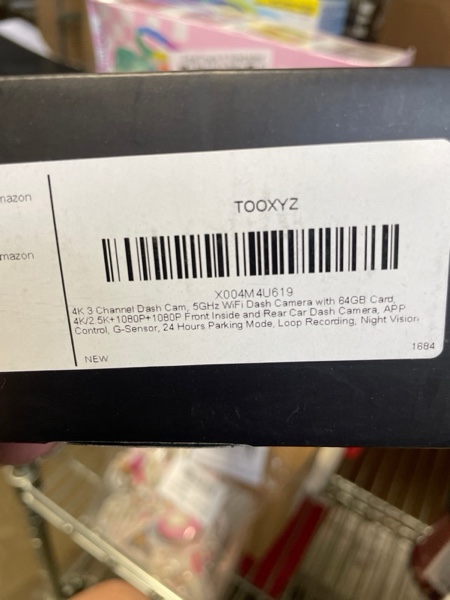 mazon
mazon
TOOXYZ
X004M4U619
4K 3 Channel Dash Cam, 5GHz WiFi Dash Camera with 64GB Card,
4K/2.5K+1080P+1080P Front Inside and Rear Car Dash Camera, APP
Control, G-Sensor, 24 Hours Parking Mode, Loop Recording, Night Vision
NEW
1684